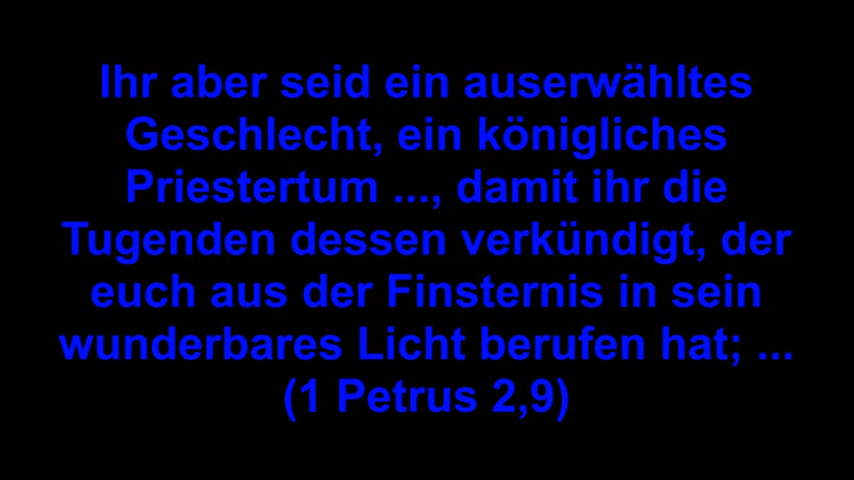 Ihr aber seid ein auserwähltes
Geschlecht, ein königliches
Priestertum ..., damit ihr die
Tugenden dessen verkündigt, der
euch aus der Finsternis in sein
wunderbares Licht berufen hat; ...
(1 Petrus 2,9)